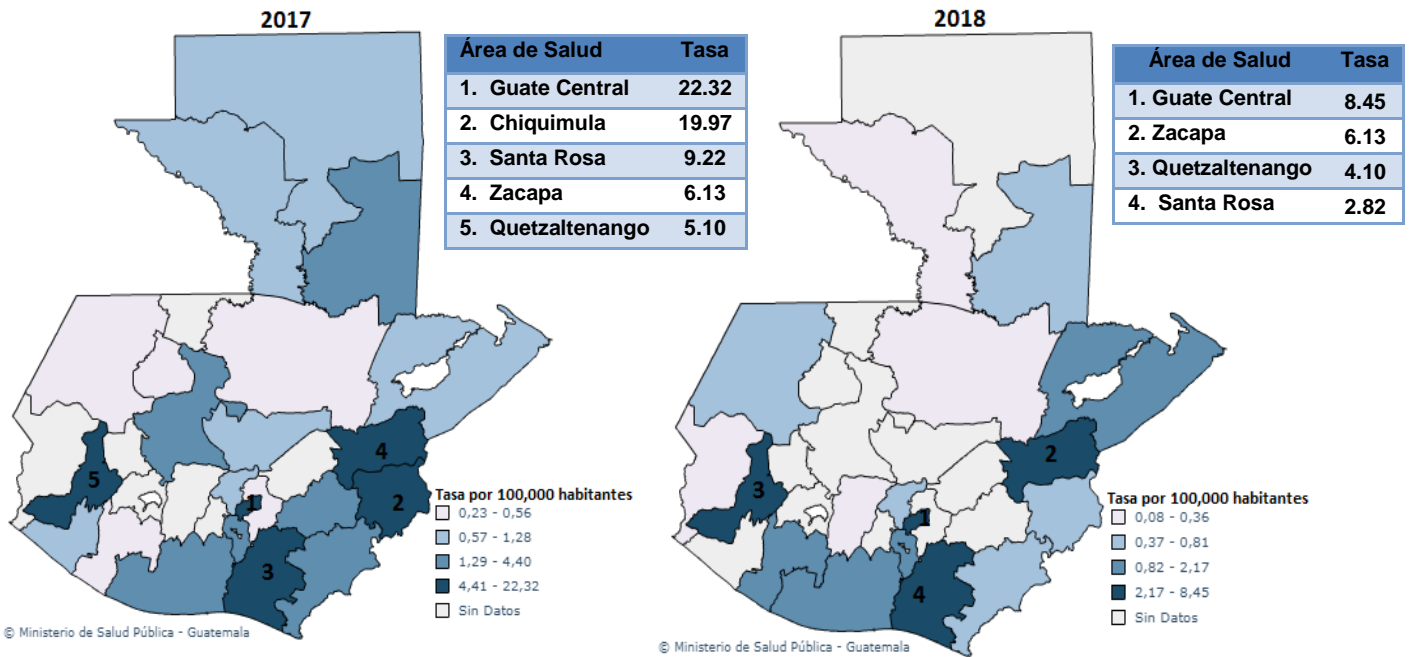 2017
Área de Salud Tasa
1. Guate Central 22.32
2. Chiquimula 19.97
3. Santa Rosa 9.22
4. Zacapa 6.13
5. Quetzaltenango 5.10
4
5
2
1
3
Tasa por 100,000 habitantes
0,23 - 0,56
0,57 - 1,28
1,29 - 4,40
4,41 - 22,32
Sin Datos
© Ministerio de Salud Pública - Guatemala
2018
Área de Salud Tasa
1. Guate Central 8.45
2. Zacapa 6.13
3. Quetzaltenango 4.10
4. Santa Rosa 2.82
2
3
1
4
Tasa por 100,000 habitantes
0,08 - 0,36
0,37 - 0,81
0,82 - 2,17
2,17 - 8,45
Sin Datos
© Ministerio de Salud Pública - Guatemala